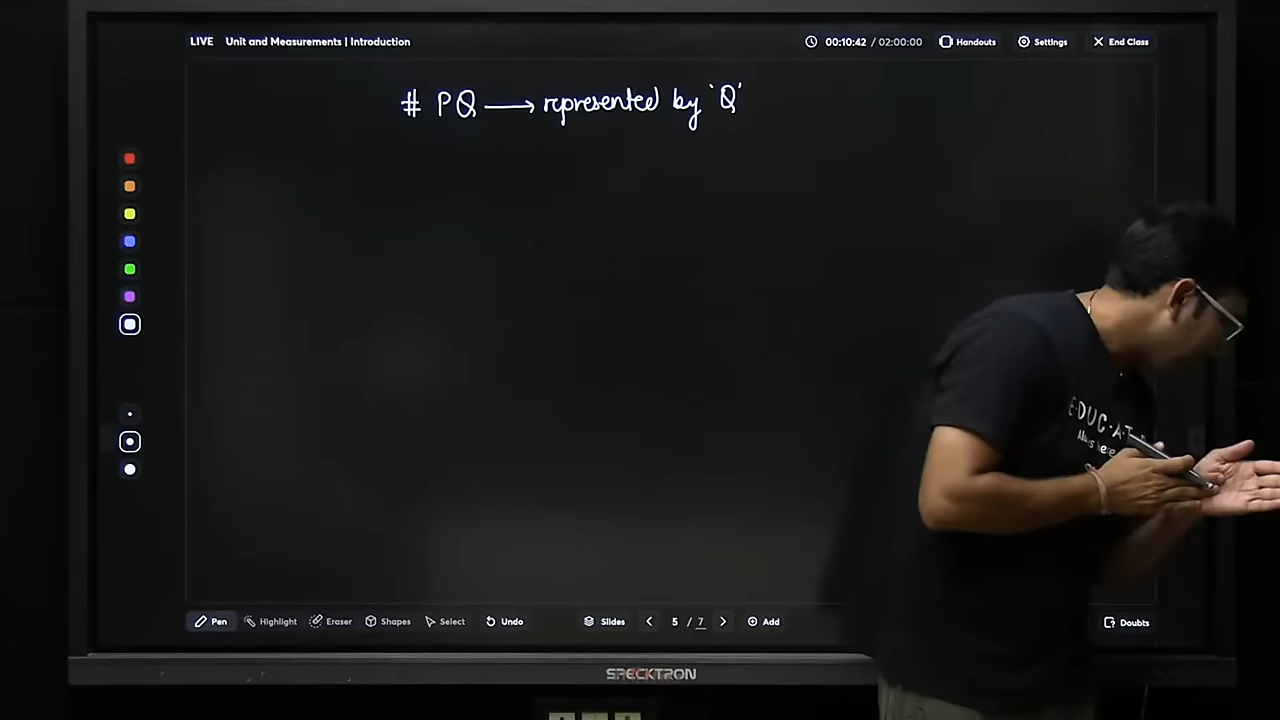 LIVE Unit and Measurements | Introduction 00:10:42 / 02:00:00 Handouts Settings End Class
# PQ ⟶ represented by 'Q'
E·DUC·A·T
Pen Highlight Eraser Shapes Select Undo Slides < 5 / 7 > Add Doubts
SPECKTRON